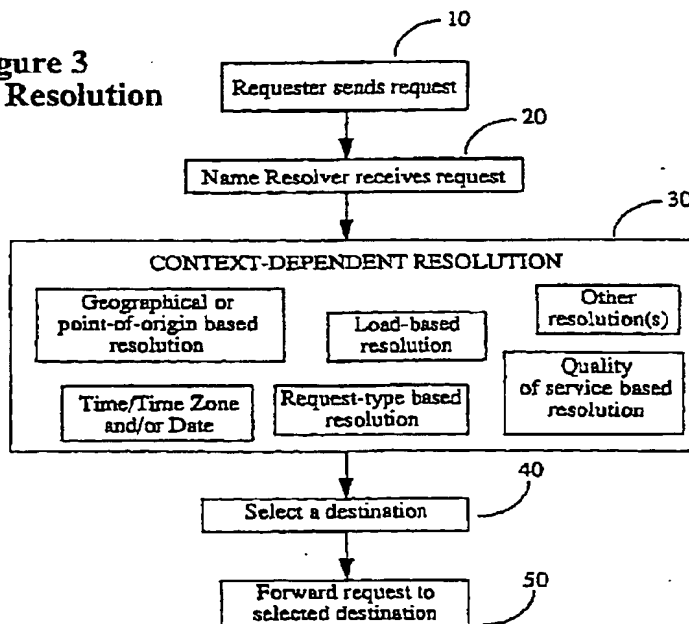 gure 3
Resolution
10
Requester sends request
20
Name Resolver receives request
30
CONTEXT-DEPENDENT RESOLUTION
Geographical or
point-of-origin based
resolution
Load-based
resolution
Other
resolution(s)
Time/Time Zone
and/or Date
Request-type based
resolution
Quality
of service based
resolution
40
Select a destination
50
Forward request to
selected destination